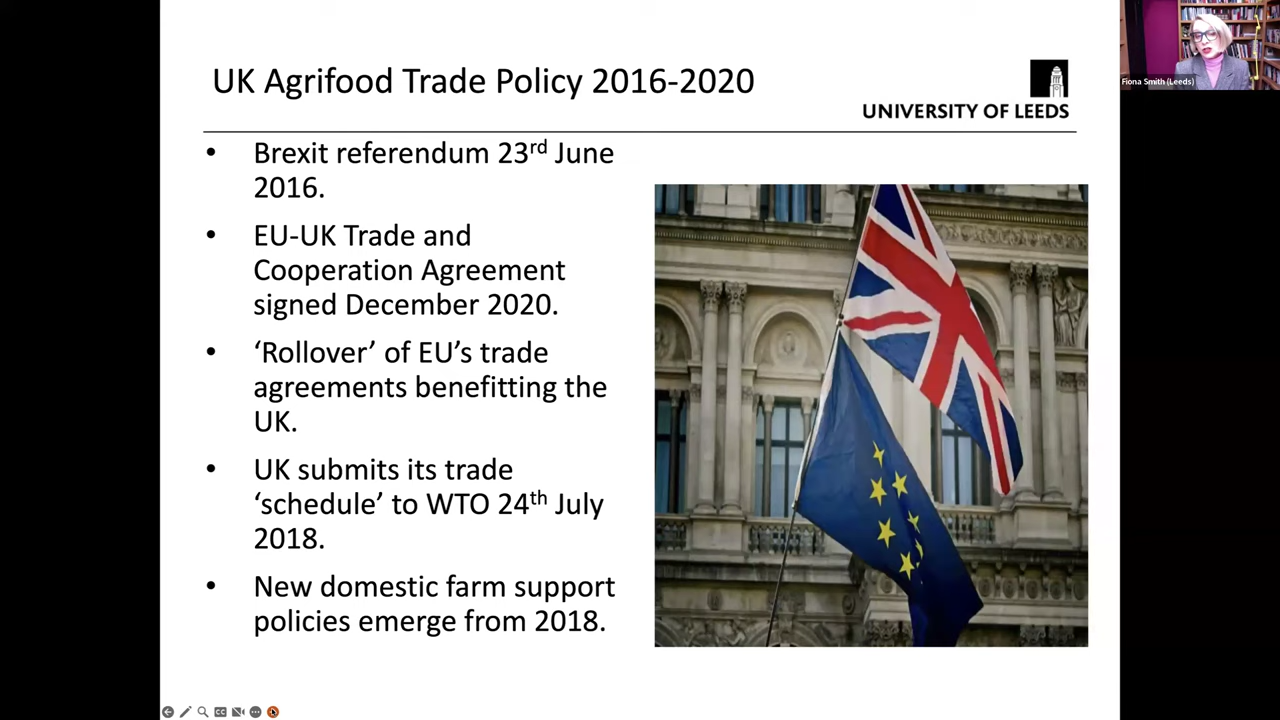 UK Agrifood Trade Policy 2016-2020
UNIVERSITY OF LEEDS
• Brexit referendum 23rd June
2016.
• EU-UK Trade and
Cooperation Agreement
signed December 2020.
• ‘Rollover’ of EU’s trade
agreements benefitting the
UK.
• UK submits its trade
‘schedule’ to WTO 24th July
2018.
• New domestic farm support
policies emerge from 2018.
Fiona Smith (Leeds)